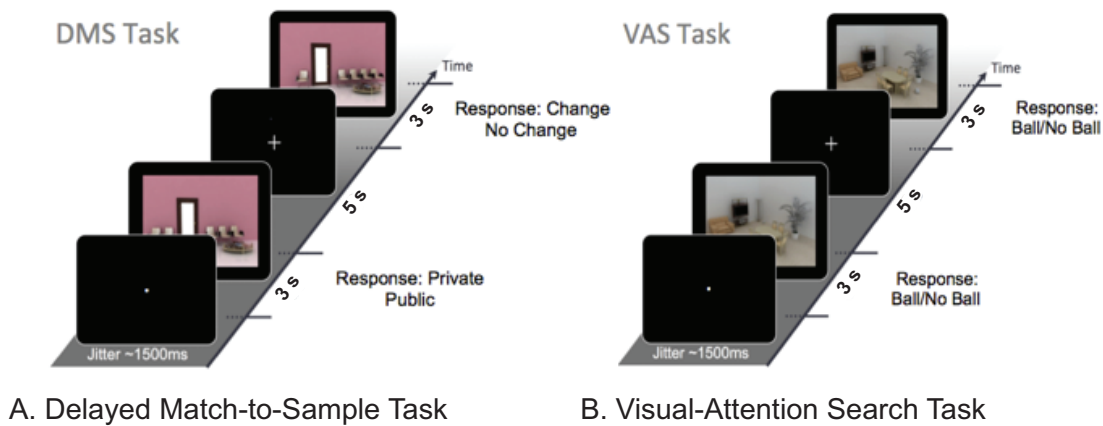 DMS Task
Time
3 s
Response: Change
No Change
5 s
3 s
Response: Private
Public
Jitter ~1500ms
A. Delayed Match-to-Sample Task
VAS Task
Time
3 s
Response:
Ball/No Ball
5 s
3 s
Response:
Ball/No Ball
Jitter ~1500ms
B. Visual-Attention Search Task